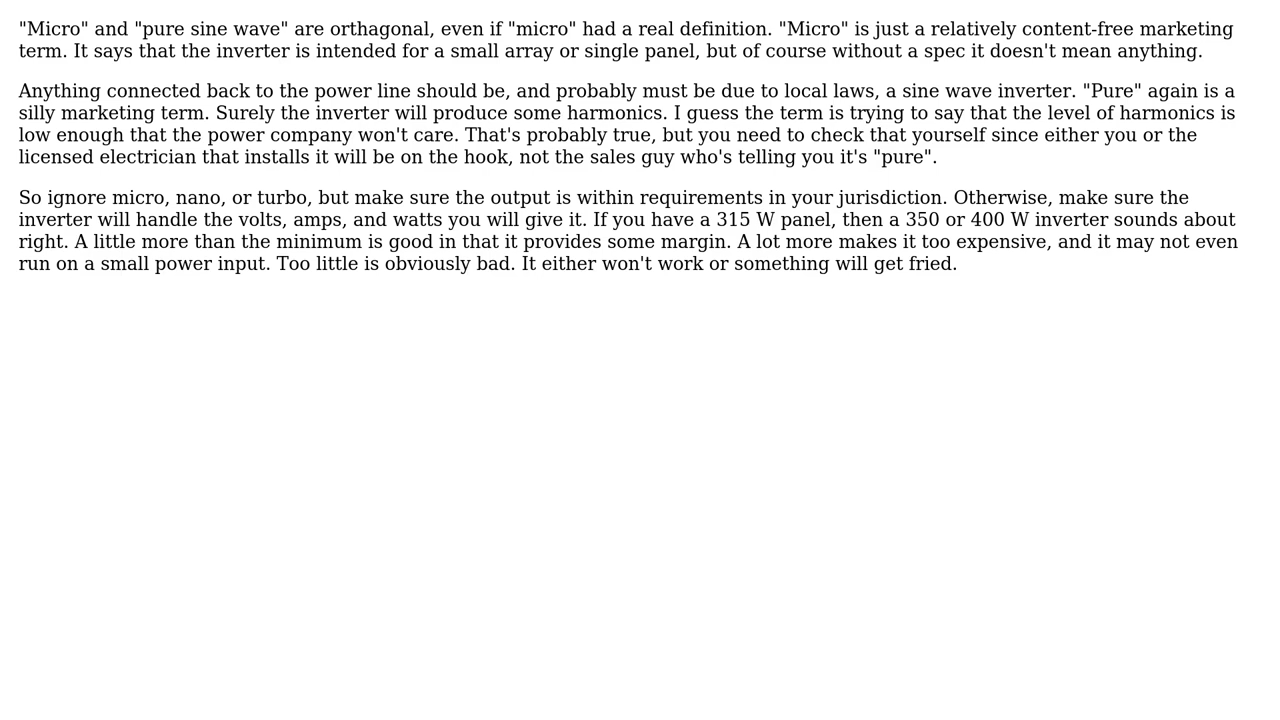 "Micro" and "pure sine wave" are orthagonal, even if "micro" had a real definition. "Micro" is just a relatively content-free marketing
term. It says that the inverter is intended for a small array or single panel, but of course without a spec it doesn't mean anything.
Anything connected back to the power line should be, and probably must be due to local laws, a sine wave inverter. "Pure" again is a
silly marketing term. Surely the inverter will produce some harmonics. I guess the term is trying to say that the level of harmonics is
low enough that the power company won't care. That's probably true, but you need to check that yourself since either you or the
licensed electrician that installs it will be on the hook, not the sales guy who's telling you it's "pure".
So ignore micro, nano, or turbo, but make sure the output is within requirements in your jurisdiction. Otherwise, make sure the
inverter will handle the volts, amps, and watts you will give it. If you have a 315 W panel, then a 350 or 400 W inverter sounds about
right. A little more than the minimum is good in that it provides some margin. A lot more makes it too expensive, and it may not even
run on a small power input. Too little is obviously bad. It either won't work or something will get fried.